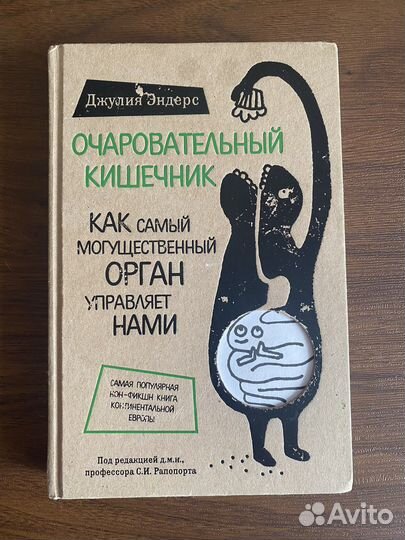 Джулия Эндерс
ОЧАРОВАТЕЛЬНЫЙ
КИШЕЧНИК
КАК САМЫЙ
МОГУЩЕСТВЕННЫЙ
ОРГАН
УПРАВЛЯЕТ
НАМИ
САМАЯ ПОПУЛЯРНАЯ
НОН-ФИКШН КНИГА
КОНТИНЕНТАЛЬНОЙ
ЕВРОПЫ
Под редакцией д.м.н.,
профессора С.И. Рапопорта
Avito